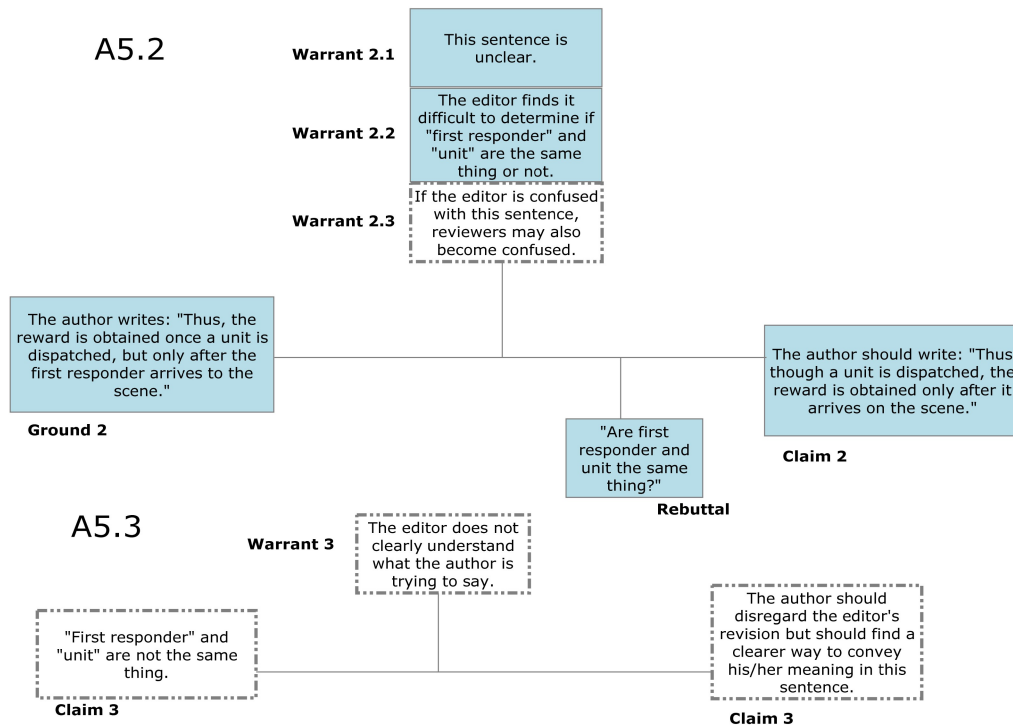 A5.2
Warrant 2.1
This sentence is
unclear.
Warrant 2.2
The editor finds it
difficult to determine if
"first responder" and
"unit" are the same
thing or not.
Warrant 2.3
If the editor is confused
with this sentence,
reviewers may also
become confused.
The author writes: "Thus, the
reward is obtained once a unit is
dispatched, but only after the
first responder arrives to the
scene."
Ground 2
The author should write: "Thus
though a unit is dispatched, the
reward is obtained only after it
arrives on the scene."
Claim 2
"Are first
responder and
unit the same
thing?"
Rebuttal
A5.3
Warrant 3
The editor does not
clearly understand
what the author is
trying to say.
"First responder" and
"unit" are not the same
thing.
Claim 3
The author should
disregard the editor's
revision but should find a
clearer way to convey
his/her meaning in this
sentence.
Claim 3